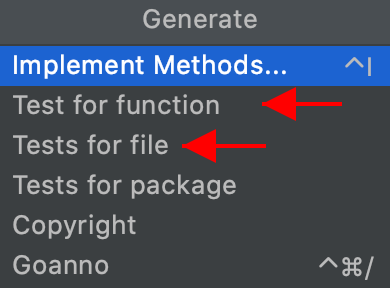 Generate
Implement Methods... ^I
Test for function
Tests for file
Tests for package
Copyright
Goanno ^⌘/